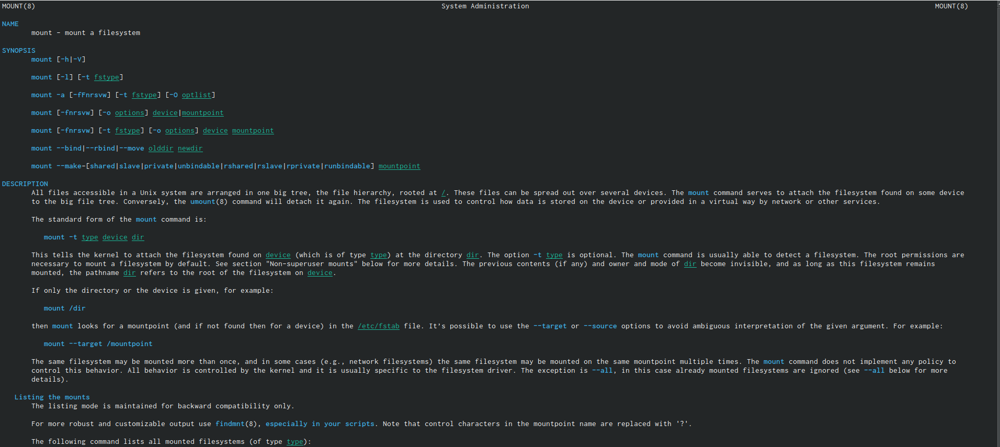 MOUNT(8) System Administration MOUNT(8)
NAME
mount - mount a filesystem
SYNOPSIS
mount [-h|-V]
mount [-l] [-t fstype]
mount -a [-fFnrsvw] [-t fstype] [-O optlist]
mount [-fnrsvw] [-o options] device|mountpoint
mount [-fnrsvw] [-t fstype] [-o options] device mountpoint
mount --bind|--rbind|--move olddir newdir
mount --make-[shared|slave|private|unbindable|rshared|rslave|rprivate|runbindable] mountpoint
DESCRIPTION
All files accessible in a Unix system are arranged in one big tree, the file hierarchy, rooted at /. These files can be spread out over several devices. The mount command serves to attach the filesystem found on some device
to the big file tree. Conversely, the umount(8) command will detach it again. The filesystem is used to control how data is stored on the device or provided in a virtual way by network or other services.
The standard form of the mount command is:
mount -t type device dir
This tells the kernel to attach the filesystem found on device (which is of type type) at the directory dir. The option -t type is optional. The mount command is usually able to detect a filesystem. The root permissions are
necessary to mount a filesystem by default. See section "Non-superuser mounts" below for more details. The previous contents (if any) and owner and mode of dir become invisible, and as long as this filesystem remains
mounted, the pathname dir refers to the root of the filesystem on device.
If only the directory or the device is given, for example:
mount /dir
then mount looks for a mountpoint (and if not found then for a device) in the /etc/fstab file. It’s possible to use the --target or --source options to avoid ambiguous interpretation of the given argument. For example:
mount --target /mountpoint
The same filesystem may be mounted more than once, and in some cases (e.g., network filesystems) the same filesystem may be mounted on the same mountpoint multiple times. The mount command does not implement any policy to
control this behavior. All behavior is controlled by the kernel and it is usually specific to the filesystem driver. The exception is --all, in this case already mounted filesystems are ignored (see --all below for more
details).
Listing the mounts
The listing mode is maintained for backward compatibility only.
For more robust and customizable output use findmnt(8), especially in your scripts. Note that control characters in the mountpoint name are replaced with '?'.
The following command lists all mounted filesystems (of type type):